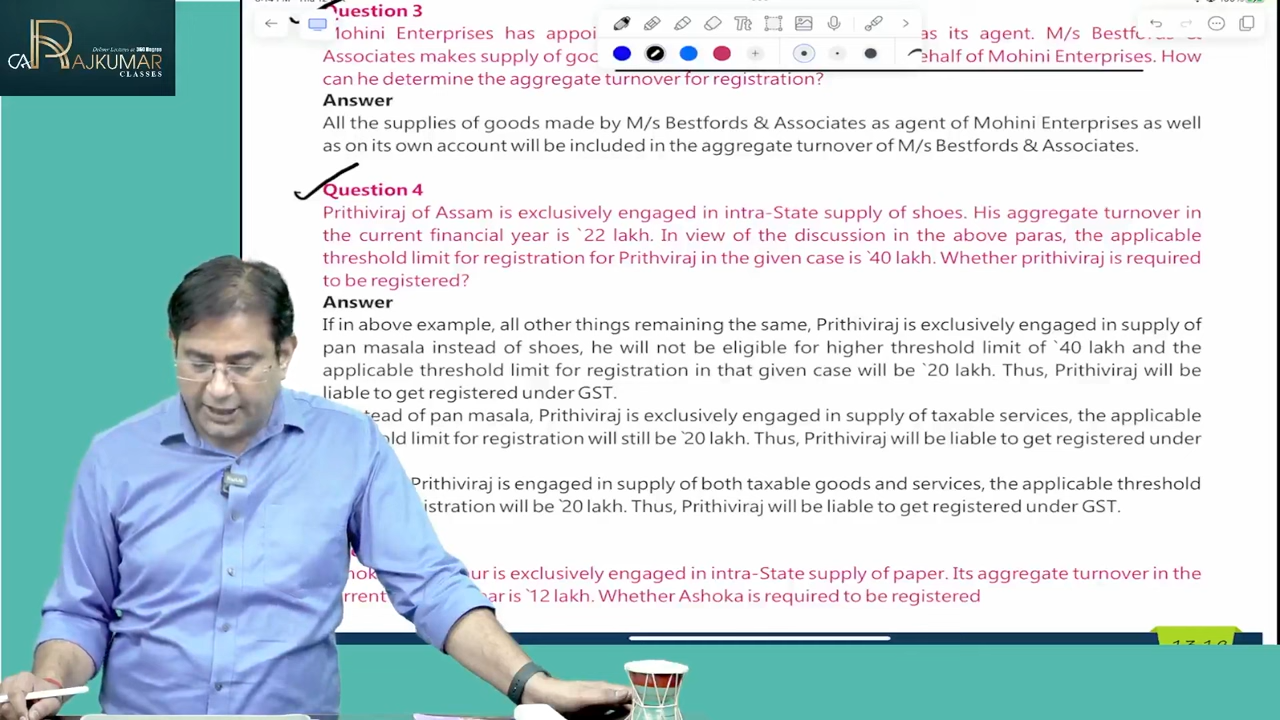 Deliver Lectures at 360 Degree
CA RAJKUMAR
CLASSES
Question 3
Mohini Enterprises has appoi as its agent. M/s Bestfords &
Associates makes supply of goo ehalf of Mohini Enterprises. How
can he determine the aggregate turnover for registration?
Answer
All the supplies of goods made by M/s Bestfords & Associates as agent of Mohini Enterprises as well
as on its own account will be included in the aggregate turnover of M/s Bestfords & Associates.
Question 4
Prithiviraj of Assam is exclusively engaged in intra-State supply of shoes. His aggregate turnover in
the current financial year is `22 lakh. In view of the discussion in the above paras, the applicable
threshold limit for registration for Prithviraj in the given case is `40 lakh. Whether prithiviraj is required
to be registered?
Answer
If in above example, all other things remaining the same, Prithiviraj is exclusively engaged in supply of
pan masala instead of shoes, he will not be eligible for higher threshold limit of `40 lakh and the
applicable threshold limit for registration in that given case will be `20 lakh. Thus, Prithiviraj will be
liable to get registered under GST.
stead of pan masala, Prithiviraj is exclusively engaged in supply of taxable services, the applicable
old limit for registration will still be `20 lakh. Thus, Prithiviraj will be liable to get registered under
Prithiviraj is engaged in supply of both taxable goods and services, the applicable threshold
istration will be `20 lakh. Thus, Prithiviraj will be liable to get registered under GST.
ur is exclusively engaged in intra-State supply of paper. Its aggregate turnover in the
ar is `12 lakh. Whether Ashoka is required to be registered